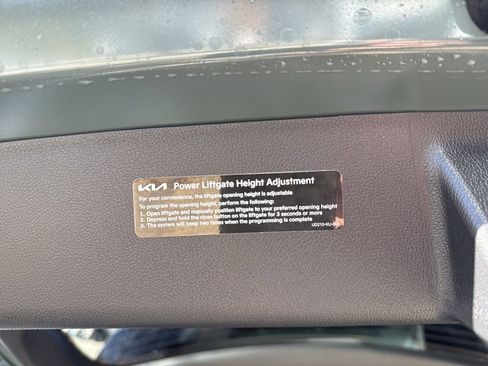 KIA Power Liftgate Height Adjustment
For your convenience, the liftgate opening height is adjustable
To program the opening height, perform the following:
1. Open liftgate and manually position liftgate to your preferred opening height
2. Depress and hold the close button on the liftgate for 3 seconds or more
3. The system will beep two times when the programming is complete